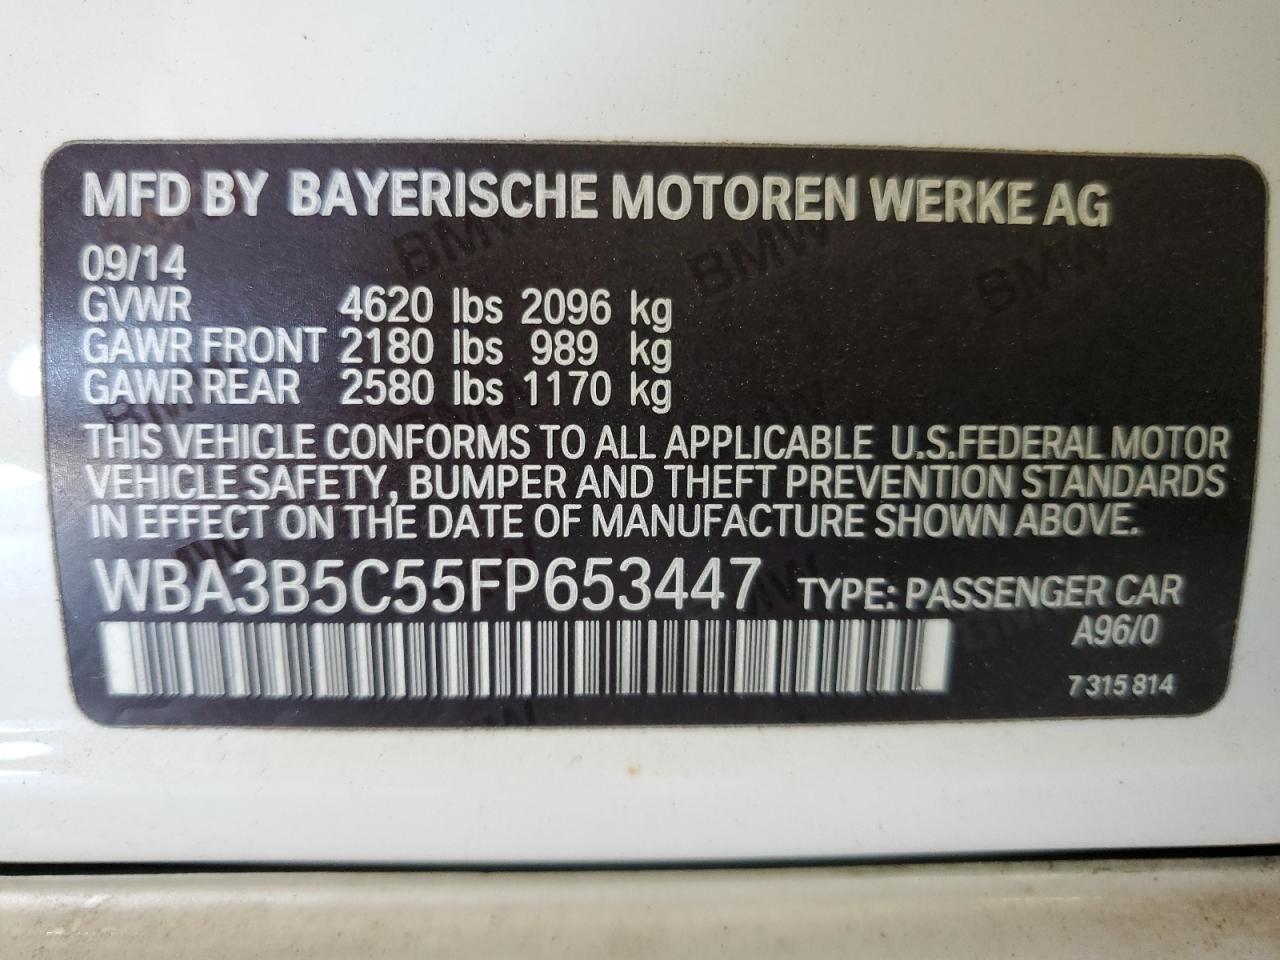 MFD BY BAYERISCHE MOTOREN WERKE AG
09/14
GVWR 4620 lbs 2096 kg
GAWR FRONT 2180 lbs 989 kg
GAWR REAR 2580 lbs 1170 kg
THIS VEHICLE CONFORMS TO ALL APPLICABLE U.S.FEDERAL MOTOR
VEHICLE SAFETY, BUMPER AND THEFT PREVENTION STANDARDS
IN EFFECT ON THE DATE OF MANUFACTURE SHOWN ABOVE.
WBA3B5C55FP653447 TYPE: PASSENGER CAR
A96/0
7 315 814